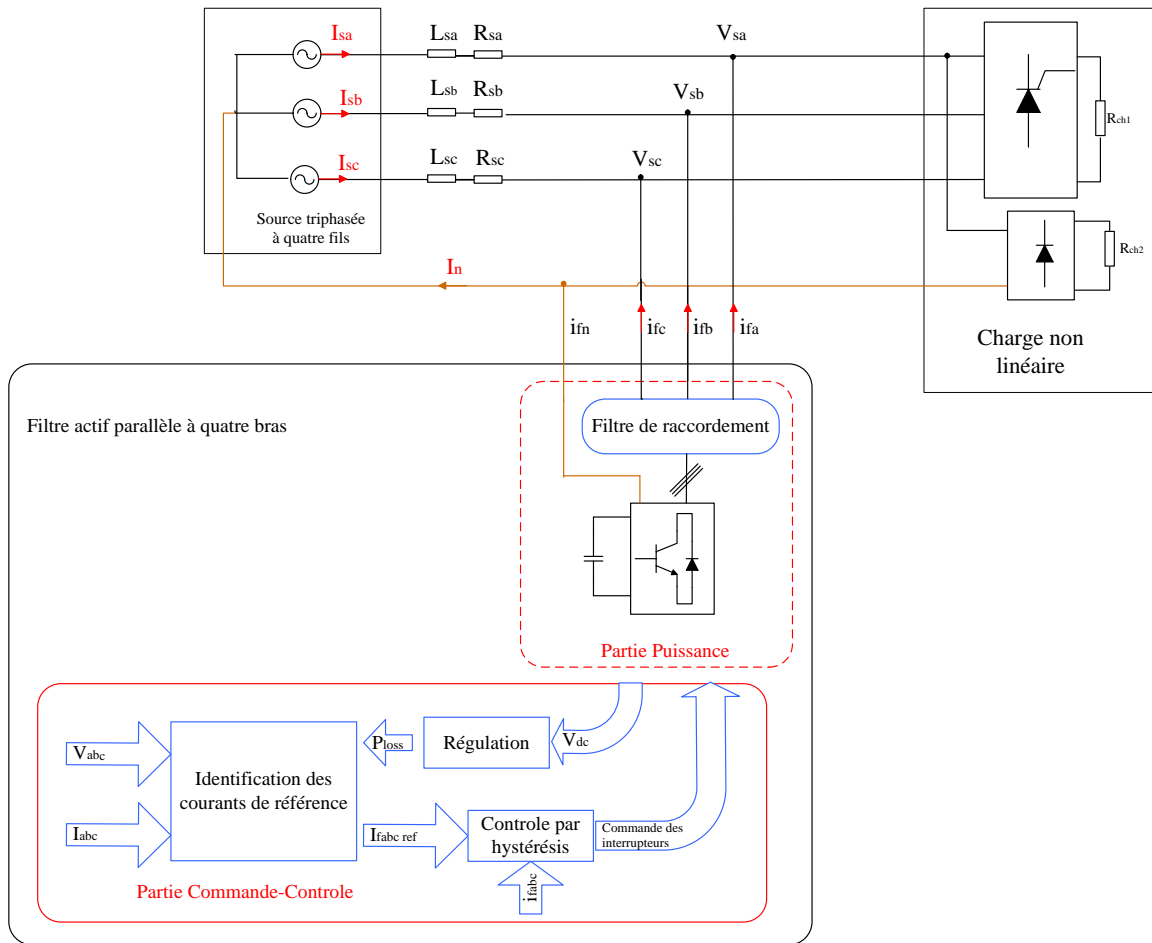 Isa
Lsa
Rsa
Vsa
Isb
Lsb
Rsb
Vsb
Rch1
Isc
Lsc
Rsc
Vsc
Source triphasée
à quatre fils
Rch2
In
ifn
ifc
ifb
ifa
Charge non
linéaire
Filtre actif parallèle à quatre bras
Filtre de raccordement
Partie Puissance
Vabc
Identification des
courants de référence
Ploss
Régulation
Vdc
Iabc
Ifabc ref
Controle par
hystérésis
Commande des
interrupteurs
ifabc
Partie Commande-Controle